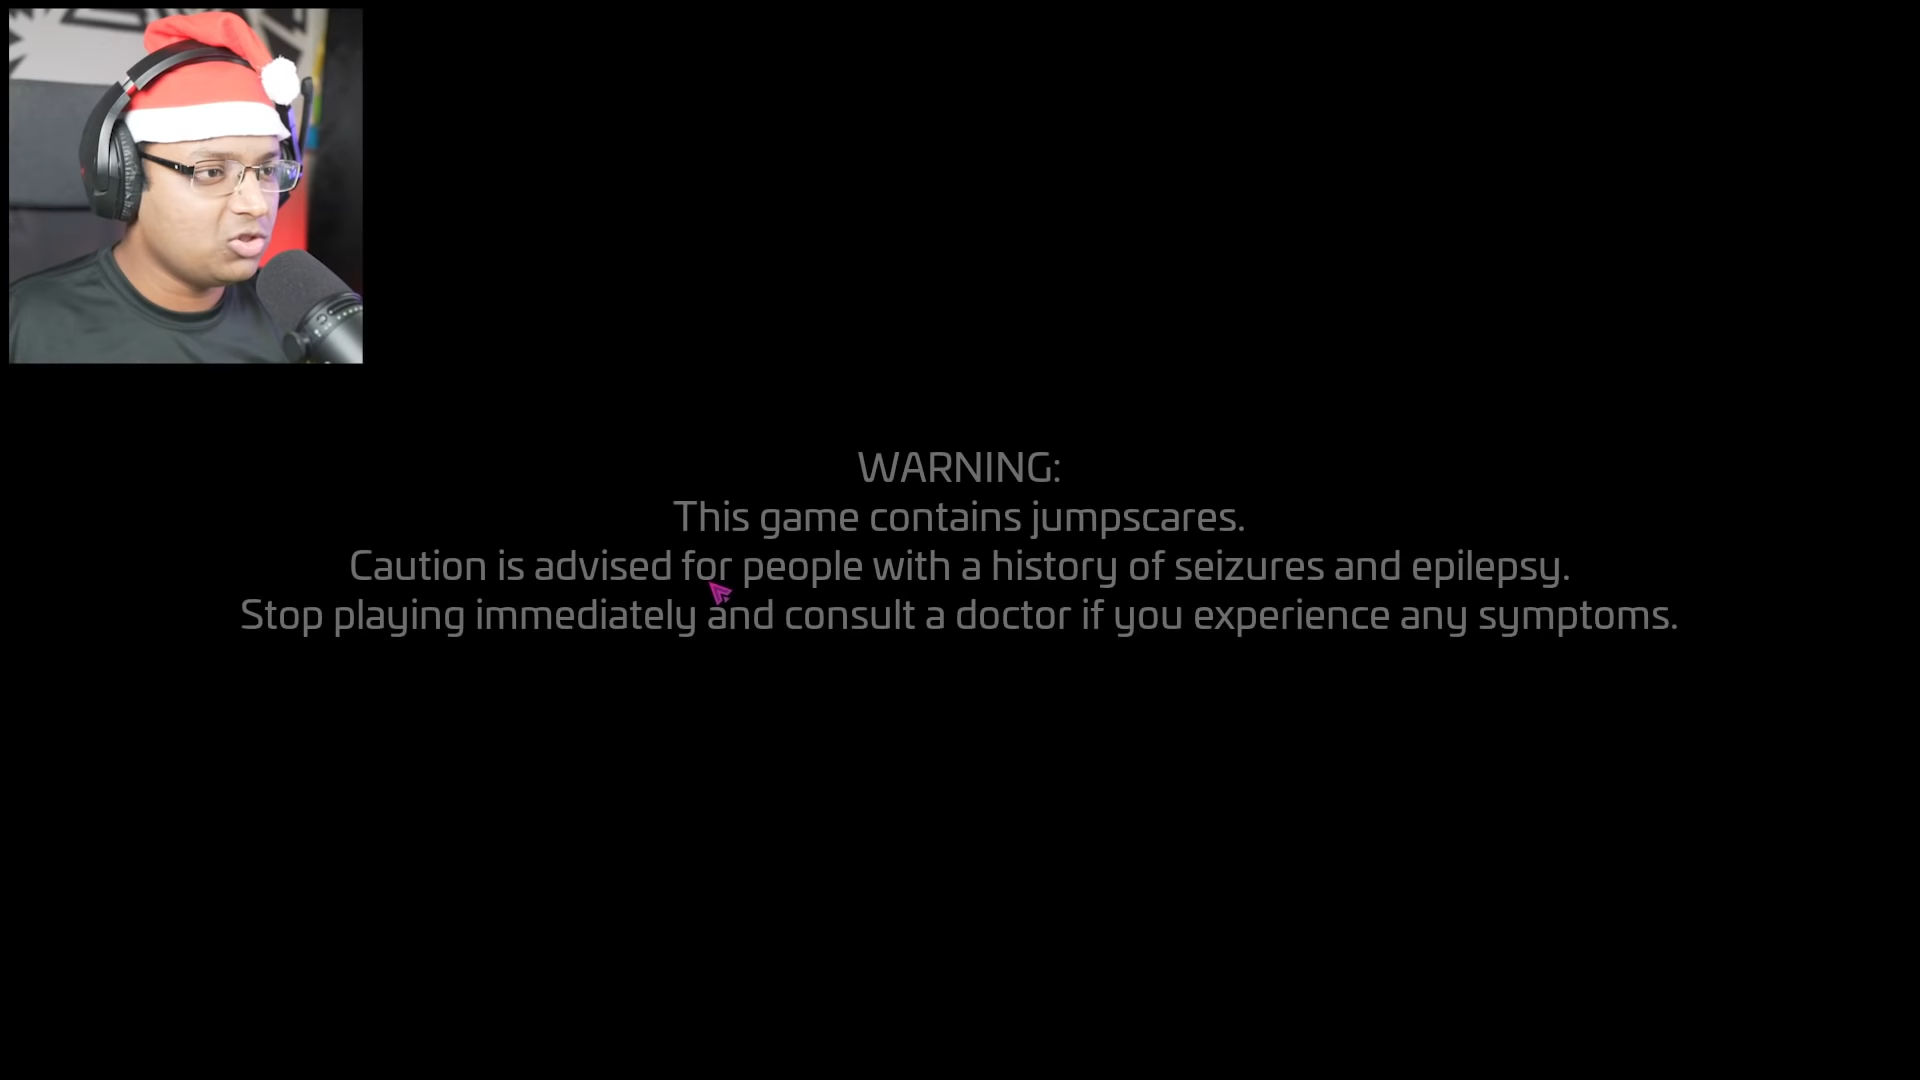 WARNING:
This game contains jumpscares.
Caution is advised for people with a history of seizures and epilepsy.
Stop playing immediately and consult a doctor if you experience any symptoms.